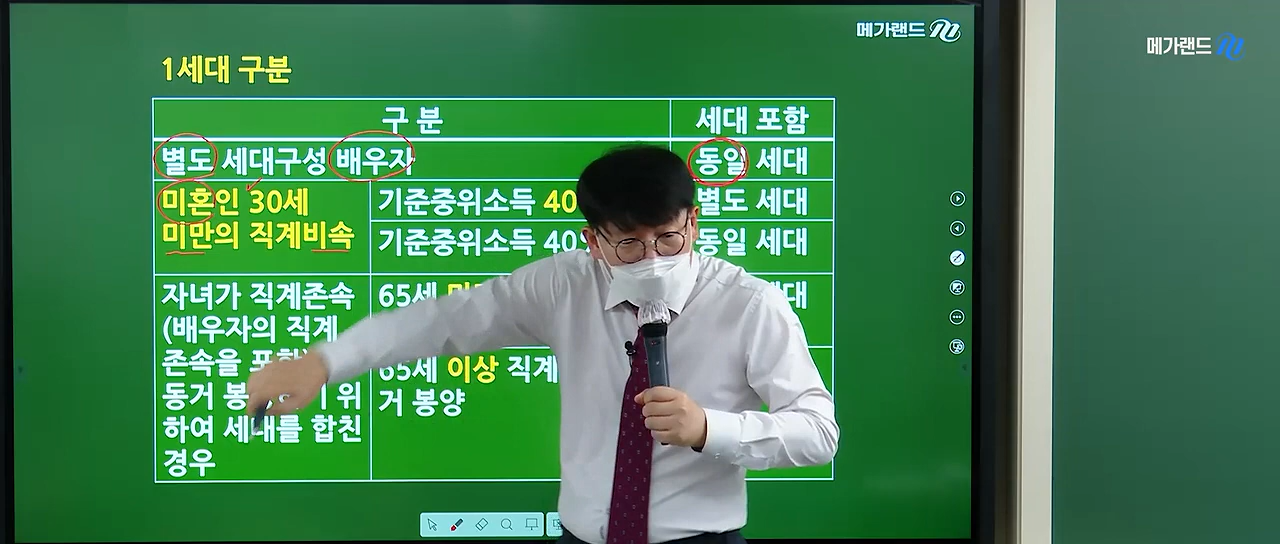 메가랜드
메가랜드
1세대 구분
구 분
세대 포함
별도 세대구성 배우자
동일 세대
미혼인 30세
미만의 직계비속
기준중위소득 40
별도 세대
기준중위소득 40%
동일 세대
자녀가 직계존속
(배우자의 직계
존속을
동거 위
하여 세대를 합친
경우
65세
65세 이상 직계
거 봉양